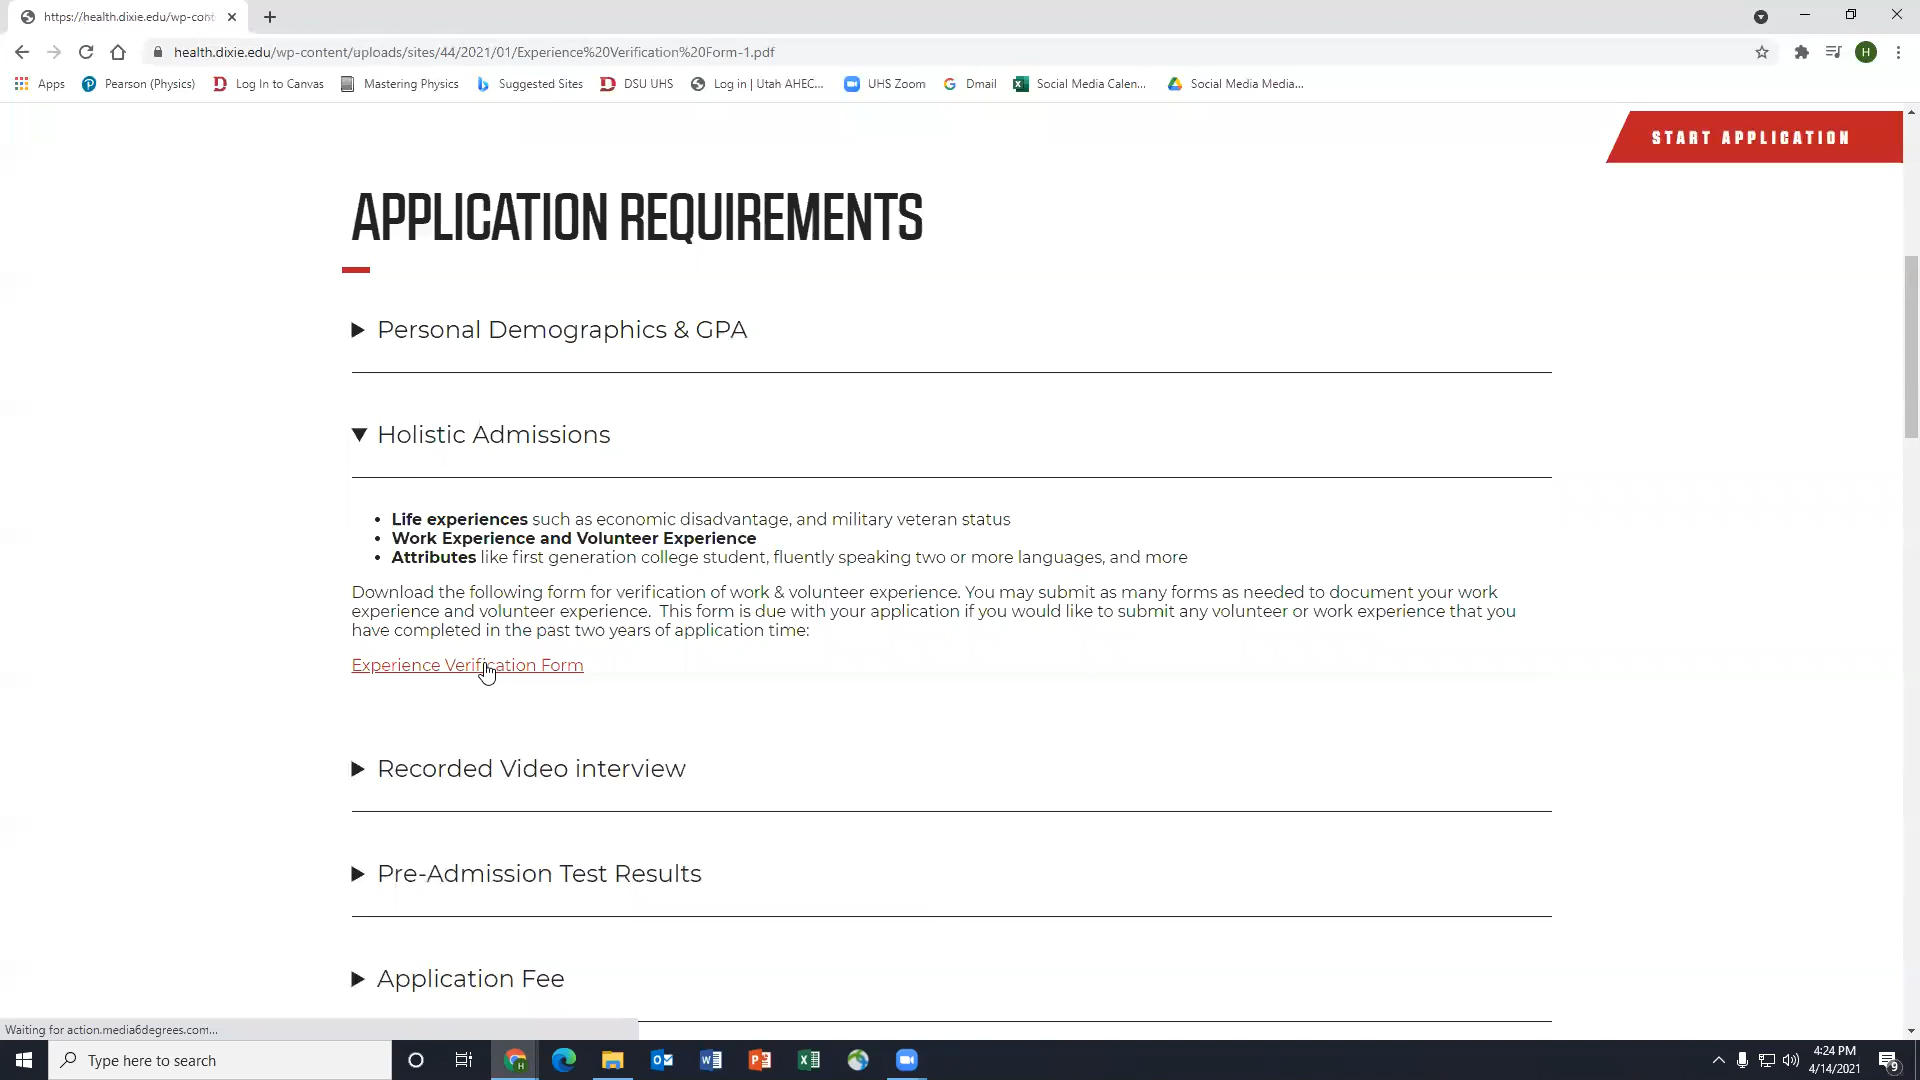 https://health.dixie.edu/wp-cont
health.dixie.edu/wp-content/uploads/sites/44/2021/01/Experience%20Verification%20Form-1.pdf
H
Apps Pearson (Physics) Log In to Canvas Mastering Physics Suggested Sites DSU UHS Log in | Utah AHEC... UHS Zoom Dmail Social Media Calen... Social Media Media...
START APPLICATION
APPLICATION REQUIREMENTS
Personal Demographics & GPA
Holistic Admissions
• Life experiences such as economic disadvantage, and military veteran status
• Work Experience and Volunteer Experience
• Attributes like first generation college student, fluently speaking two or more languages, and more
Download the following form for verification of work & volunteer experience. You may submit as many forms as needed to document your work
experience and volunteer experience. This form is due with your application if you would like to submit any volunteer or work experience that you
have completed in the past two years of application time:
Experience Verification Form
Recorded Video interview
Pre-Admission Test Results
Application Fee
Waiting for action.media6degrees.com...
Type here to search
4:24 PM
4/14/2021
9